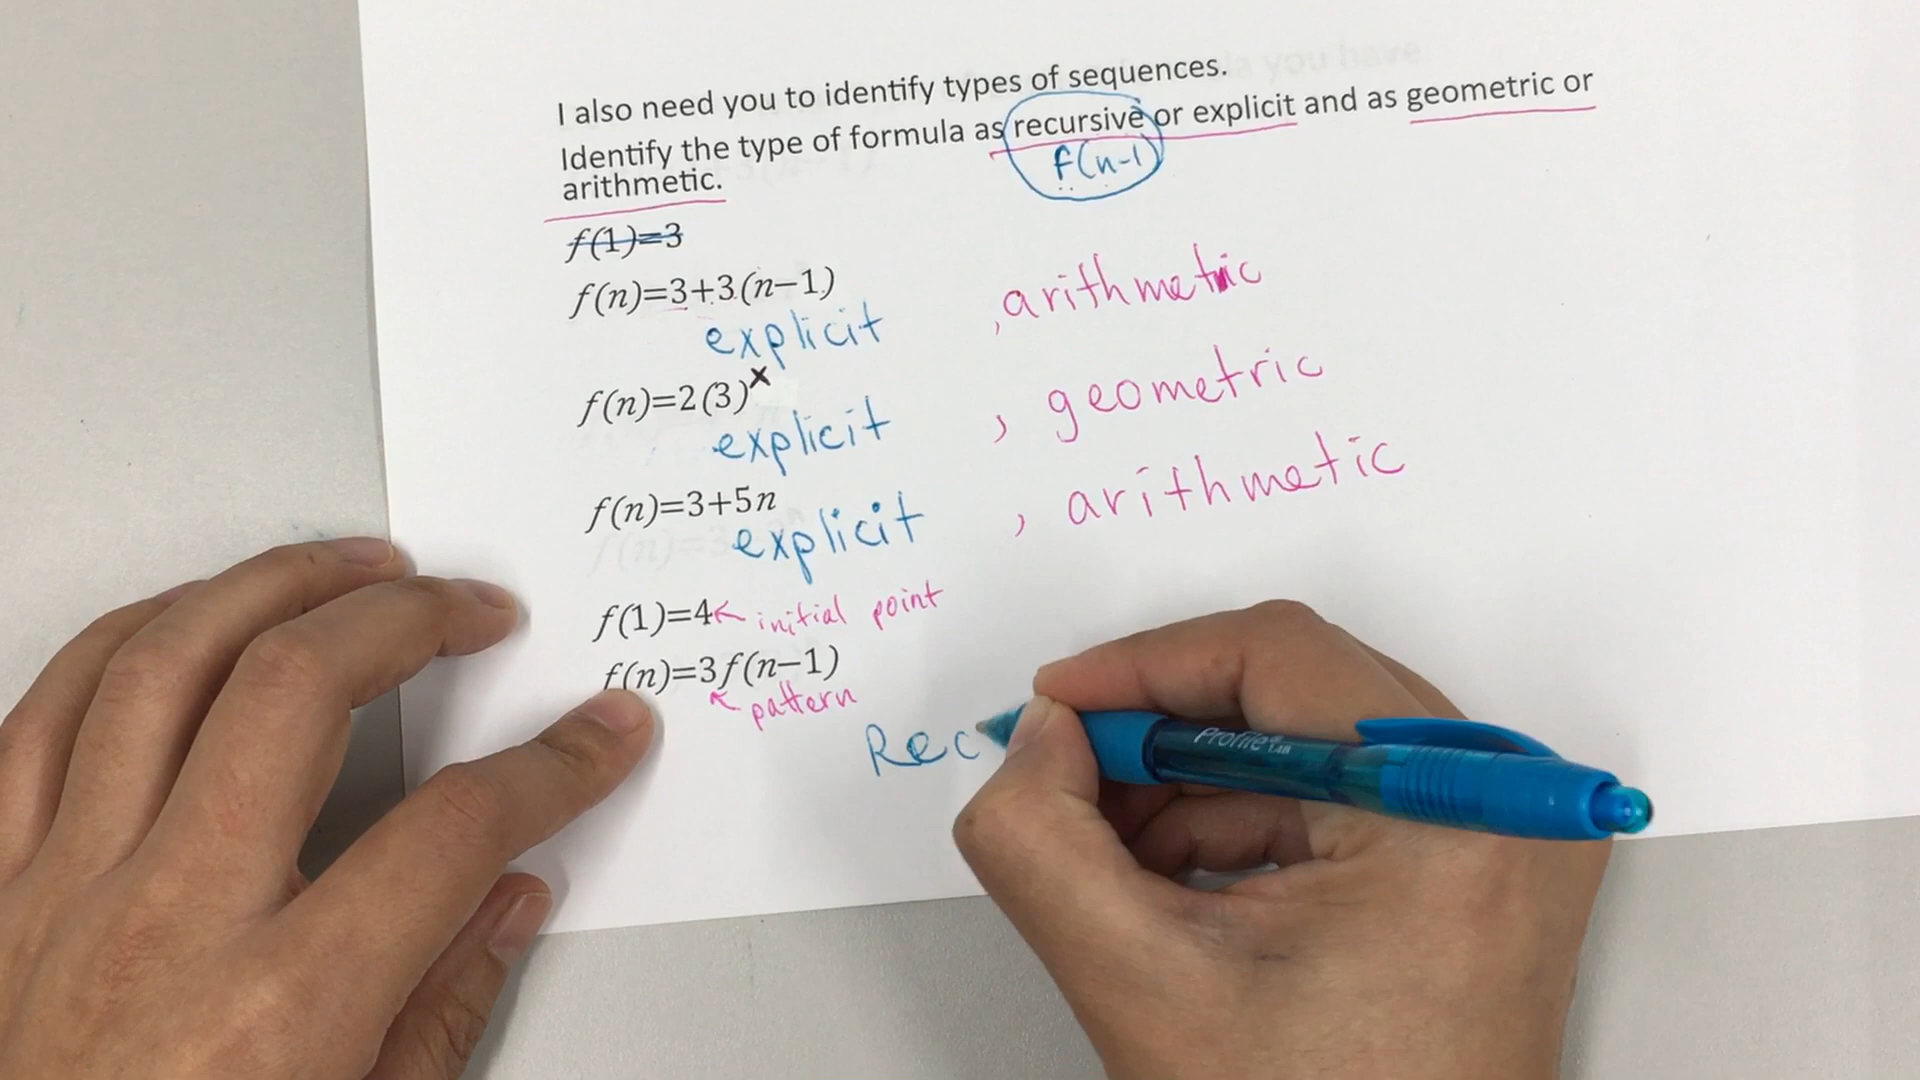 I also need you to identify types of sequences.
Identify the type of formula as recursive or explicit and as geometric or
arithmetic.
f(n-1)
f(1)=3
f(n)=3+3(n−1)
explicit , arithmetic
f(n)=2(3)^x
explicit , geometric
f(n)=3+5n
explicit , arithmetic
f(1)=4 ← initial point
f(n)=3f(n−1)
↖ pattern
Rec
Profile